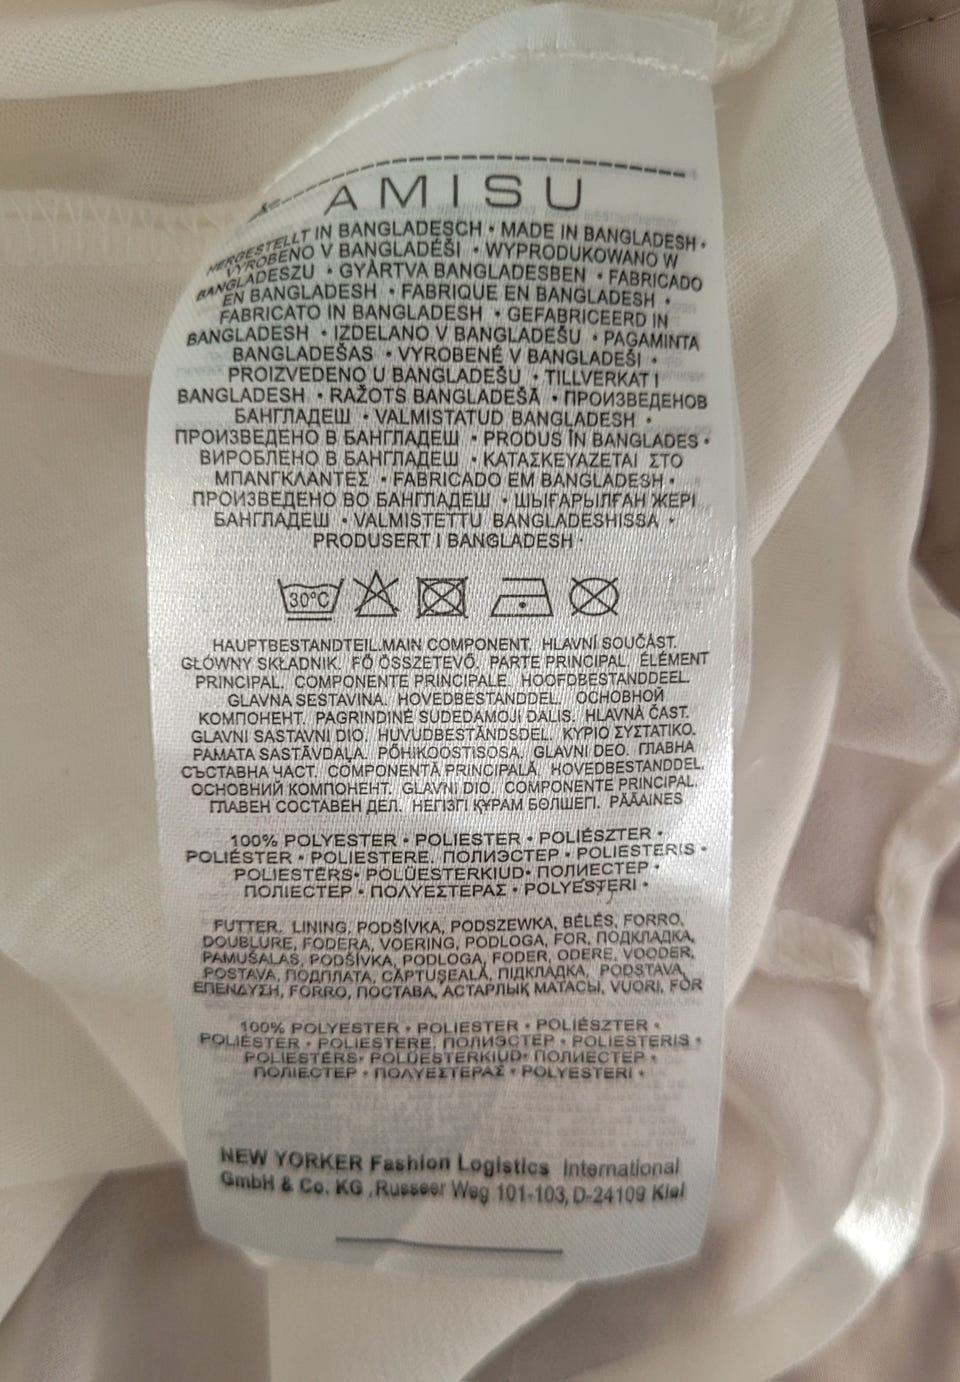 AMISU
HERGESTELLT IN BANGLADESCH • MADE IN BANGLADESH •
VYROBENO V BANGLADÉŠI • WYPRODUKOWANO W
BANGLADESZU • GYÁRTVA BANGLADESBEN • FABRICADO
EN BANGLADESH • FABRIQUE EN BANGLADESH •
FABRICATO IN BANGLADESH • GEFABRICEERD IN
BANGLADESH • IZDELANO V BANGLADEŠU • PAGAMINTA
BANGLADEŠAS • VYROBENÉ V BANGLADEŠI •
PROIZVEDENO U BANGLADEŠU • TILLVERKAT I
BANGLADESH • RAŽOTS BANGLADEŠĀ • ПРОИЗВЕДЕНОВ
БАНГЛАДЕШ • VALMISTATUD BANGLADESH •
ПРОИЗВЕДЕНО В БАНГЛАДЕШ • PRODUS ÎN BANGLADES •
ВИРОБЛЕНО В БАНГЛАДЕШ • ΚΑΤΑΣΚΕΥΑΖΕΤΑΙ ΣΤΟ
ΜΠΑΝΓΚΛΑΝΤΕΣ • FABRICADO EM BANGLADESH •
ПРОИЗВЕДЕНО ВО БАНГЛАДЕШ • ШЫҒАРЫЛҒАН ЖЕРІ
БАНГЛАДЕШ • VALMISTETTU BANGLADESHISSA •
PRODUSERT I BANGLADESH •
30°C
HAUPTBESTANDTEIL.MAIN COMPONENT. HLAVNÍ SOUČÁST.
GŁÓWNY SKŁADNIK. FŐ ÖSSZETEVŐ. PARTE PRINCIPAL. ÉLÉMENT
PRINCIPAL. COMPONENTE PRINCIPALE. HOOFDBESTANDDEEL.
GLAVNA SESTAVINA. HOVEDBESTANDDEL. ОСНОВНОЙ
КОМПОНЕНТ. PAGRINDINĖ SUDEDAMOJI DALIS. HLAVNÁ ČASŤ.
GLAVNI SASTAVNI DIO. HUVUDBESTÅNDSDEL. ΚΥΡΙΟ ΣΥΣΤΑΤΙΚΟ.
PAMATA SASTĀVDAĻA. PÕHIKOOSTISOSA. GLAVNI DEO. ГЛАВНА
СЪСТАВНА ЧАСТ. COMPONENTĂ PRINCIPALĂ. HOVEDBESTANDDEL.
ОСНОВНИЙ КОМПОНЕНТ. GLAVNI DIO. COMPONENTE PRINCIPAL.
ГЛАВЕН СОСТАВЕН ДЕЛ. НЕГІЗГІ ҚҰРАМ БӨЛШЕГІ. PÄÄAINES
100% POLYESTER • POLIESTER • POLIÉSZTER •
POLIÉSTER • POLIESTERE. ПОЛИЭСТЕР • POLIESTERIS •
POLIESTERS• POLÜESTERKIUD• ПОЛИЕСТЕР •
ПОЛІЕСТЕР • ΠΟΛΥΕΣΤΕΡΑΣ • POLYESTERI •
FUTTER, LINING, PODŠÍVKA, PODSZEWKA, BÉLÉS, FORRO,
DOUBLURE, FODERA, VOERING, PODLOGA, FOR, ПОДКЛАДКА,
PAMUŠALAS, PODŠÍVKA, PODLOGA, FODER, ODERE, VOODER,
POSTAVA, ПОДПЛАТА, CĂPTUȘEALĂ, ПІДКЛАДКА, PODSTAVA,
ΕΠΕΝΔΥΣΗ, FORRO, ПОСТАВА, АСТАРЛЫҚ МАТАСЫ, VUORI, FÔR
100% POLYESTER • POLIESTER • POLIÉSZTER •
POLIÉSTER • POLIESTERE. ПОЛИЭСТЕР • POLIESTERIS •
POLIESTERS• POLÜESTERKIUD• ПОЛИЕСТЕР •
ПОЛІЕСТЕР • ΠΟΛΥΕΣΤΕΡΑΣ • POLYESTERI •
NEW YORKER Fashion Logistics International
GmbH & Co. KG ,Russeer Weg 101-103, D-24109 Kiel